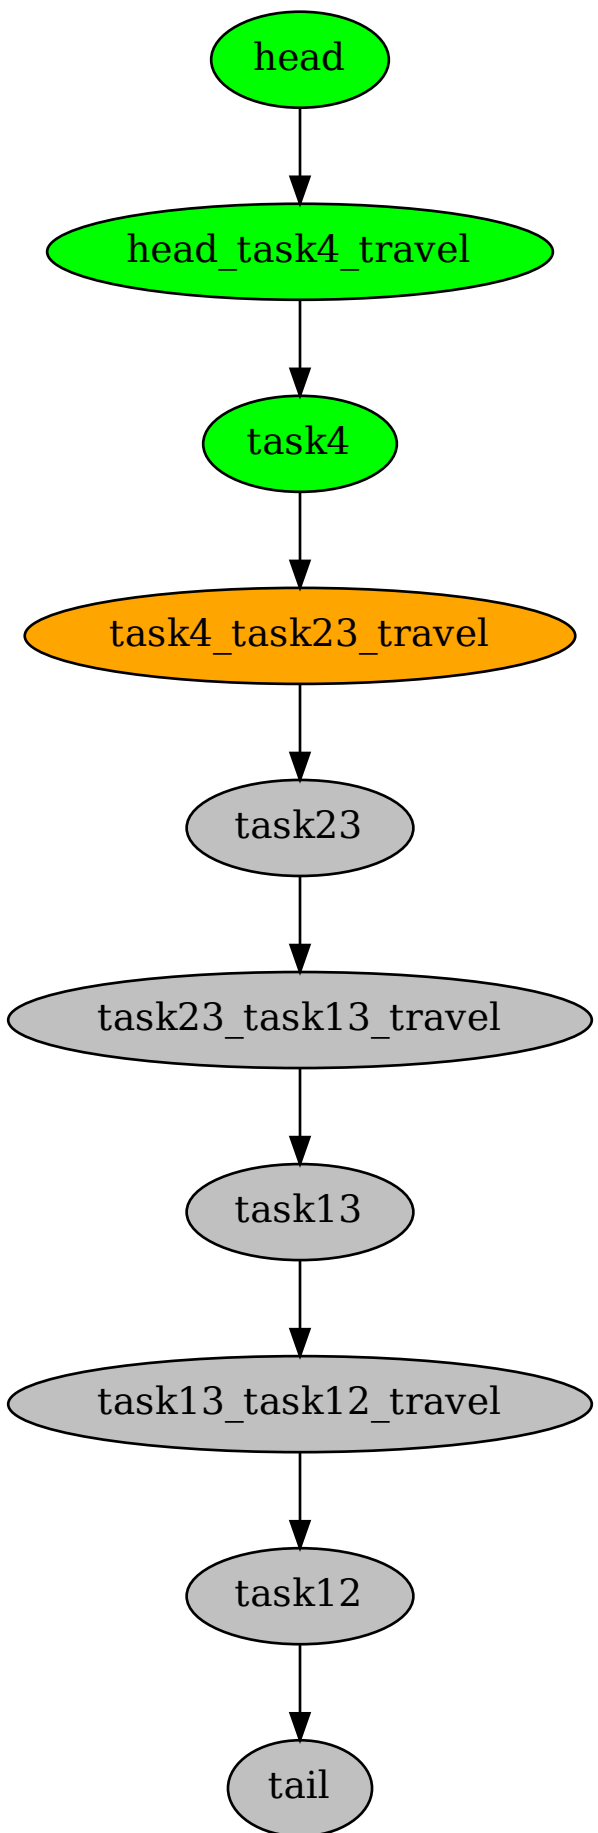 head
head_task4_travel
task4
task4_task23_travel
task23
task23_task13_travel
task13
task13_task12_travel
task12
tail